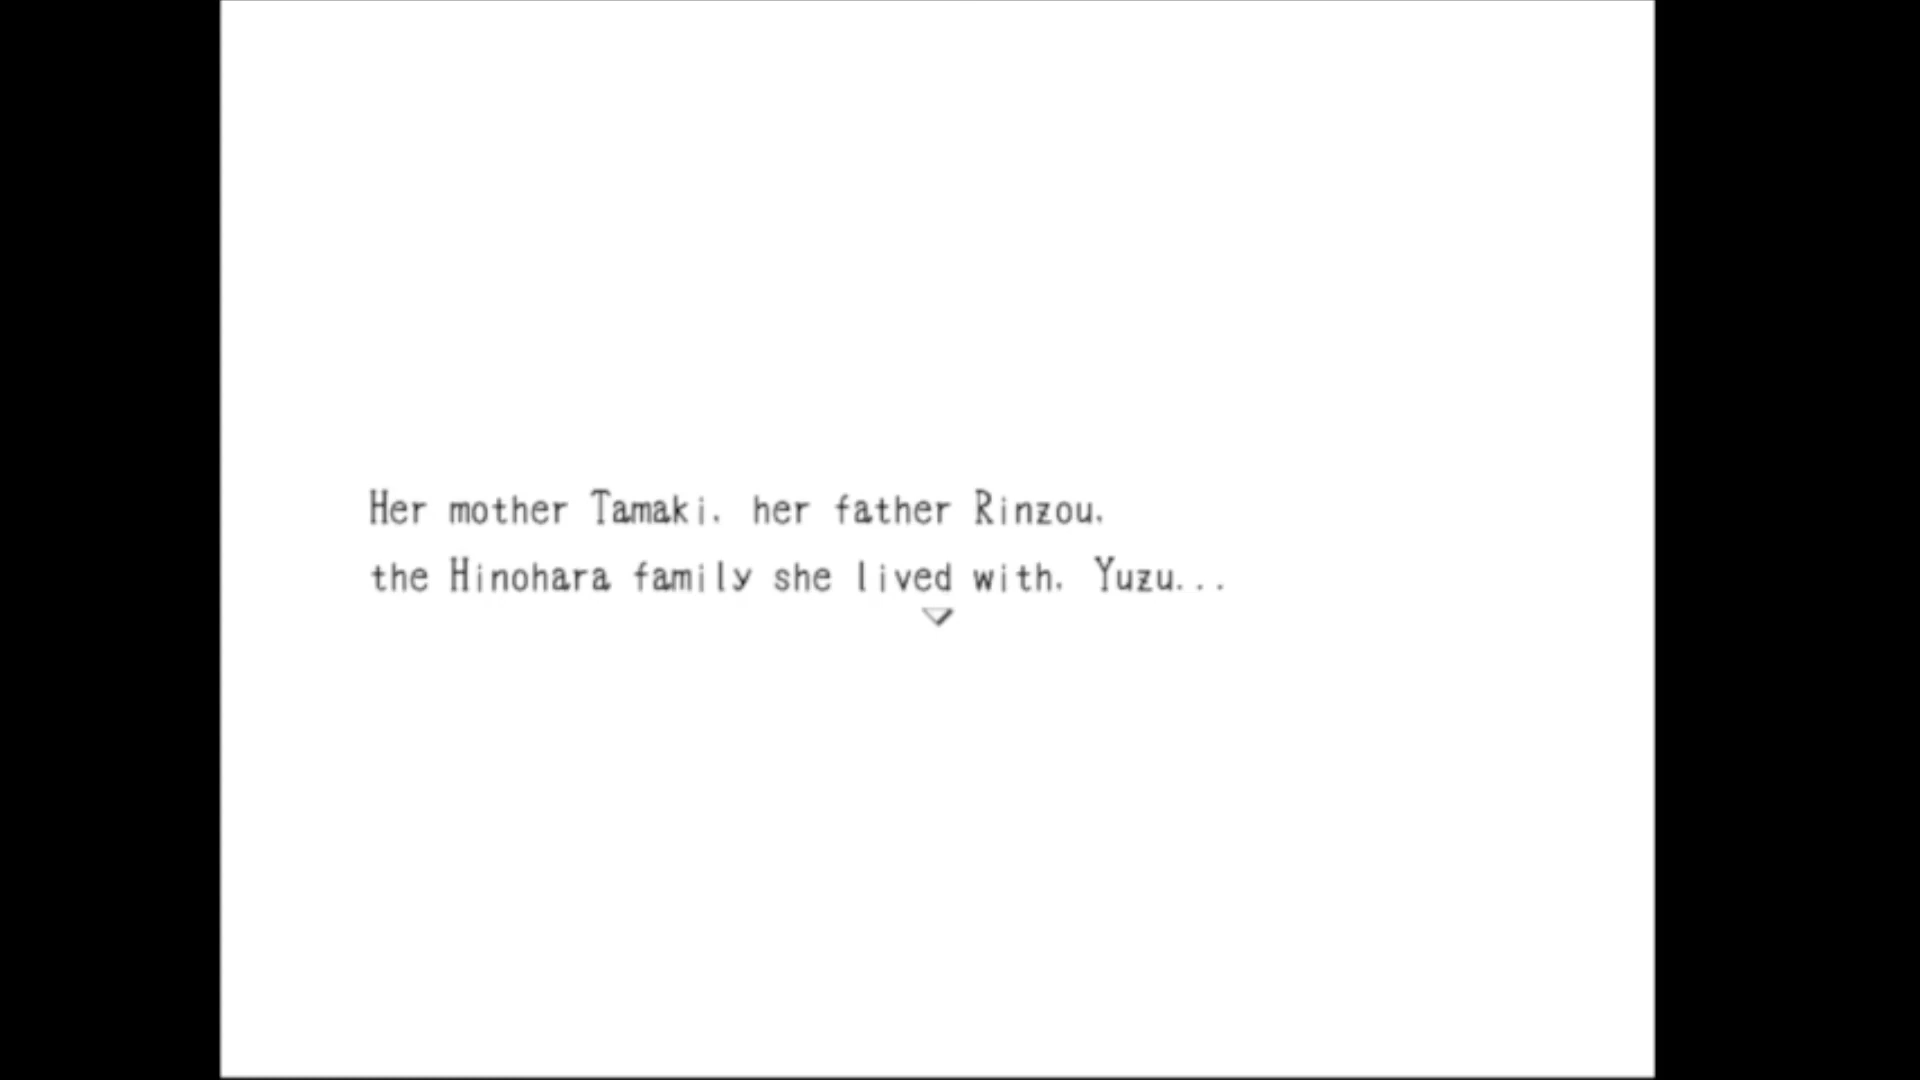 Her mother Tamaki, her father Rinzou,
the Hinohara family she lived with, Yuzu...